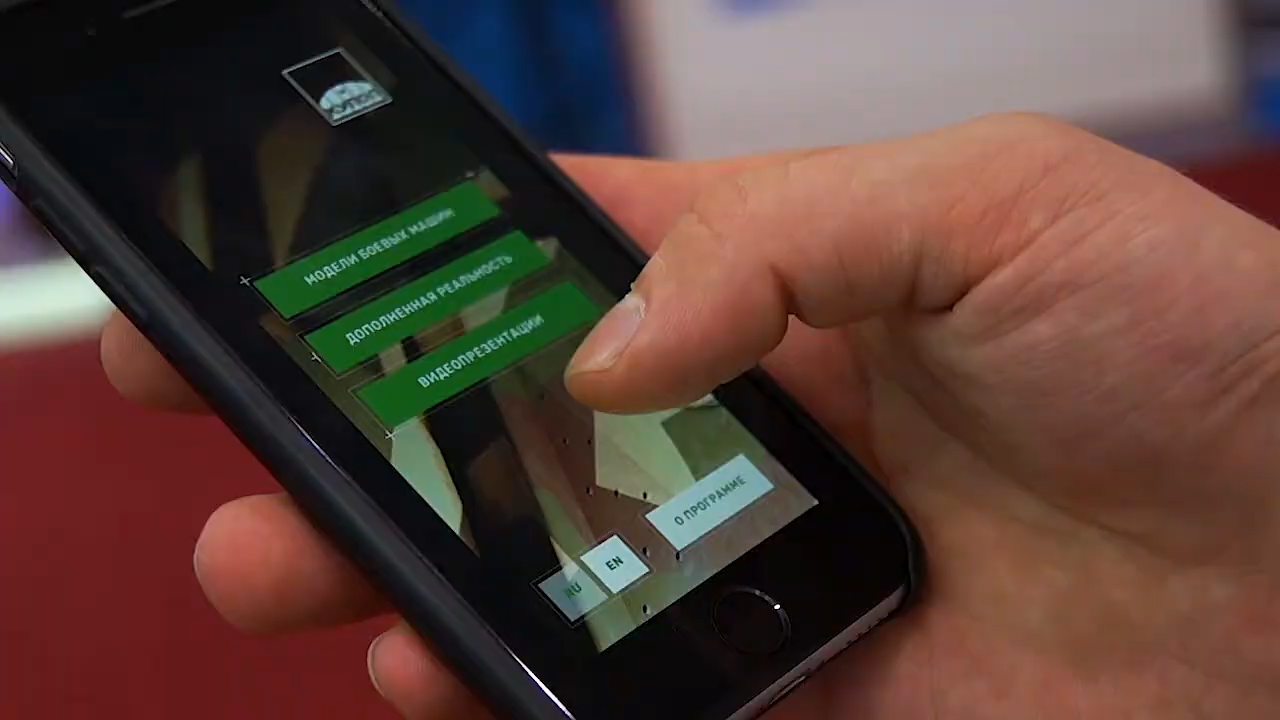 МОДЕЛИ БОЕВЫХ МАШИН
ДОПОЛНЕННАЯ РЕАЛЬНОСТЬ
ВИДЕОПРЕЗЕНТАЦИИ
О ПРОГРАММЕ
RU
EN